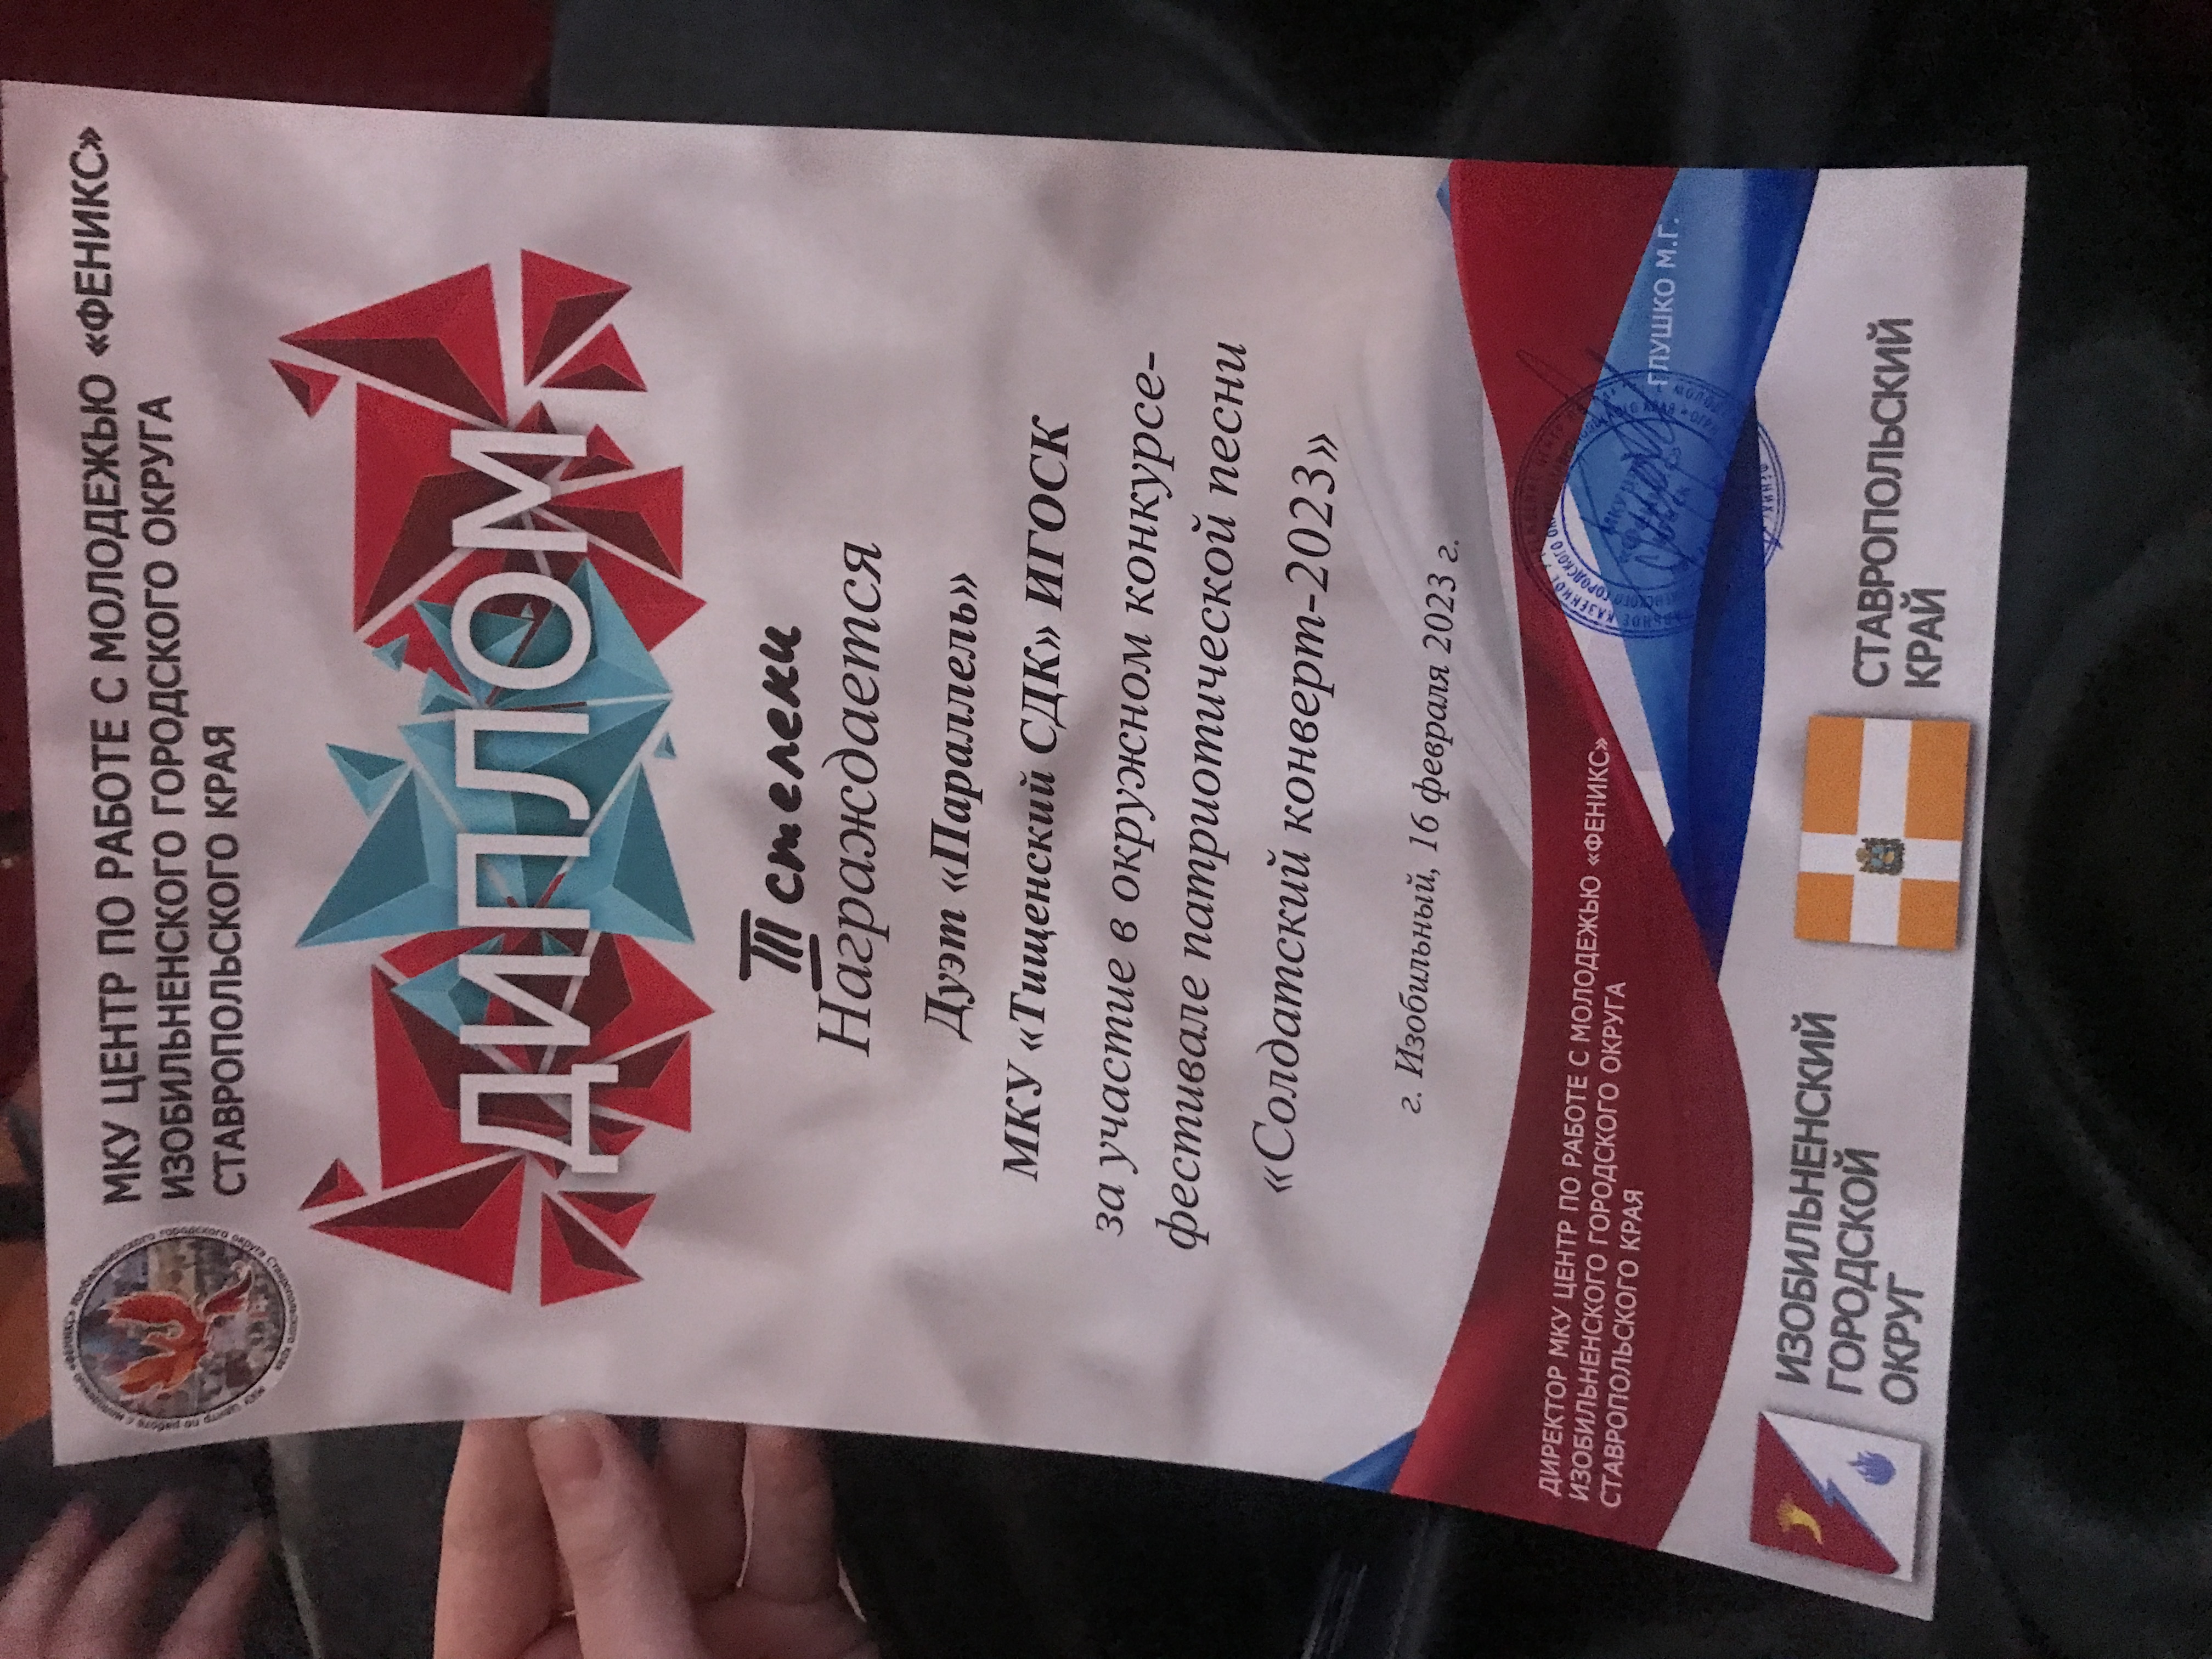 МКУ ЦЕНТР ПО РАБОТЕ С МОЛОДЕЖЬЮ «ФЕНИКС»
ИЗОБИЛЬНЕНСКОГО ГОРОДСКОГО ОКРУГА
СТАВРОПОЛЬСКОГО КРАЯ
ДИПЛОМ
III степени
Награждается
Дуэт «Параллель»
МКУ «Тищенский СДК» ИГОСК
за участие в окружном конкурсе-
фестивале патриотической песни
«Солдатский конверт-2023»
г. Изобильный, 16 февраля 2023 г.
ДИРЕКТОР МКУ ЦЕНТР ПО РАБОТЕ С МОЛОДЕЖЬЮ «ФЕНИКС»
ИЗОБИЛЬНЕНСКОГО ГОРОДСКОГО ОКРУГА
СТАВРОПОЛЬСКОГО КРАЯ
ГЛУШКО М.Г.
ИЗОБИЛЬНЕНСКИЙ
ГОРОДСКОЙ
ОКРУГ
СТАВРОПОЛЬСКИЙ
КРАЙ